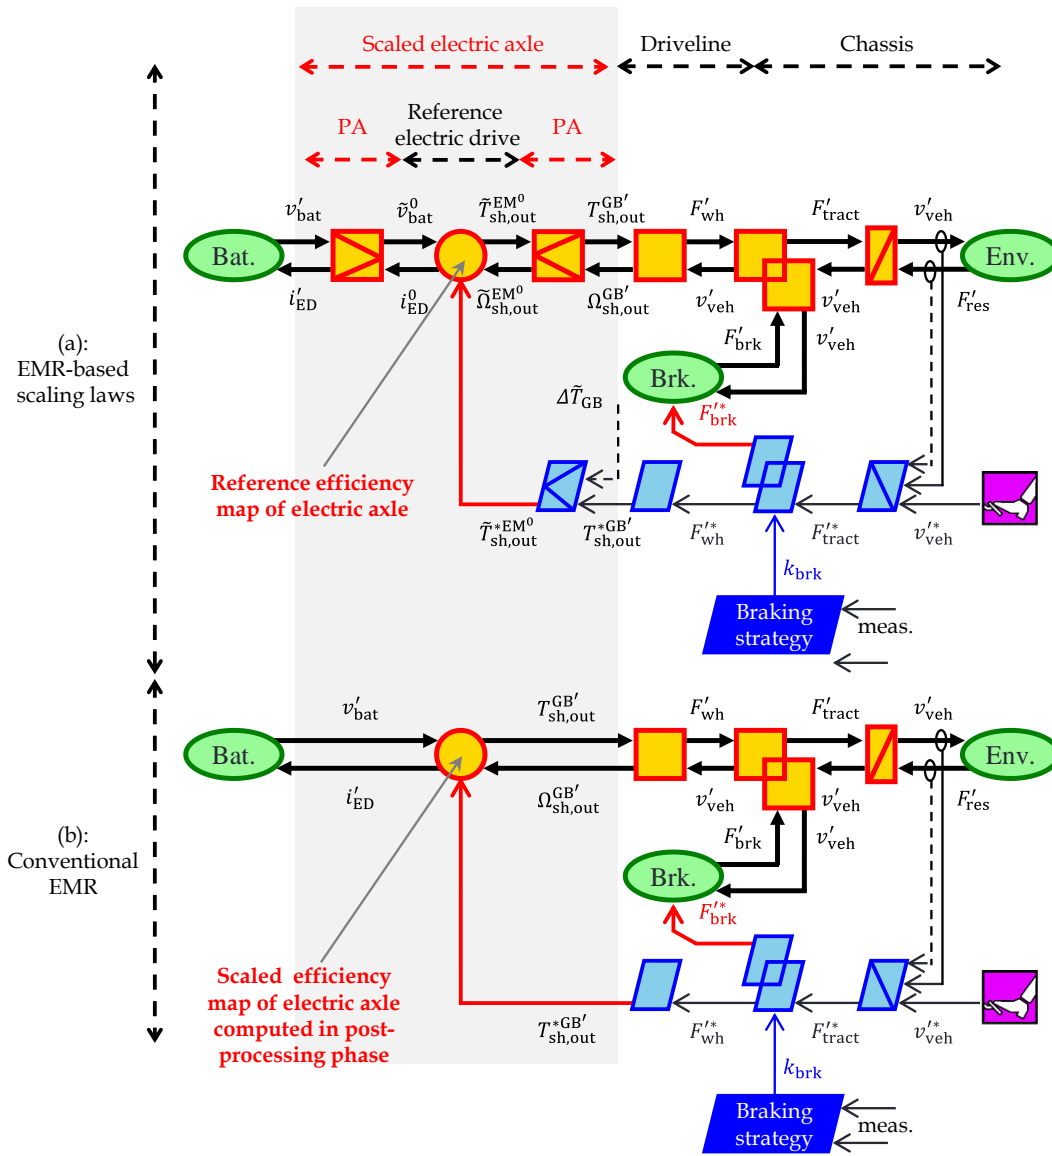 Scaled electric axle
Driveline
Chassis
PA
Reference
electric drive
PA
v′bat
ṽ⁰bat
T̃^EM⁰sh,out
T^GB′sh,out
F′wh
F′tract
v′veh
Bat.
Env.
i′ED
i⁰ED
Ω̃^EM⁰sh,out
Ω^GB′sh,out
v′veh
v′veh
F′res
F′brk
v′veh
(a):
EMR-based
scaling laws
Brk.
ΔT̃GB
F′*brk
Reference efficiency
map of electric axle
T̃*^EM⁰sh,out
T*^GB′sh,out
F′*wh
F′*tract
v′*veh
kbrk
Braking
strategy
meas.
v′bat
T^GB′sh,out
F′wh
F′tract
v′veh
Bat.
Env.
i′ED
Ω^GB′sh,out
v′veh
v′veh
F′res
F′brk
v′veh
(b):
Conventional
EMR
Brk.
F′*brk
Scaled efficiency
map of electric axle
computed in post-
processing phase
T*^GB′sh,out
F′*wh
F′*tract
v′*veh
kbrk
Braking
strategy
meas.